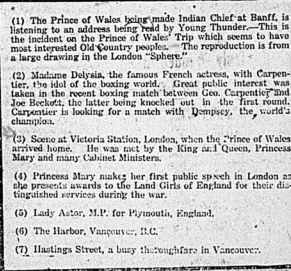 (1) The Prince of Wales being made Indian Chief at Banff, is
listening to an address being read by Young Thunder.—This is
the incident on the Prince of Wales' Trip which seems to have
most interested Old Country peoples. The reproduction is from
a large drawing in the London "Sphere."
(2) Madame Delysia, the famous French actress, with Carpen-
tier, the idol of the boxing world. Great public interest was
taken in the recent boxing match between Geo. Carpentier and
Joe Beckett, the latter being knocked out in the first round.
Carpentier is looking for a match with Dempsey, the world's
champion.
(3) Scene at Victoria Station, London, when the Prince of Wales
arrived home. He was met by the King and Queen, Princess
Mary and many Cabinet Ministers.
(4) Princess Mary makes her first public speech in London as
she presents awards to the Land Girls of England for their dis-
tinguished services during the war.
(5) Lady Astor, M.P. for Plymouth, England.
(6) The Harbor, Vancouver, B.C.
(7) Hastings Street, a busy thoroughfare in Vancouver.